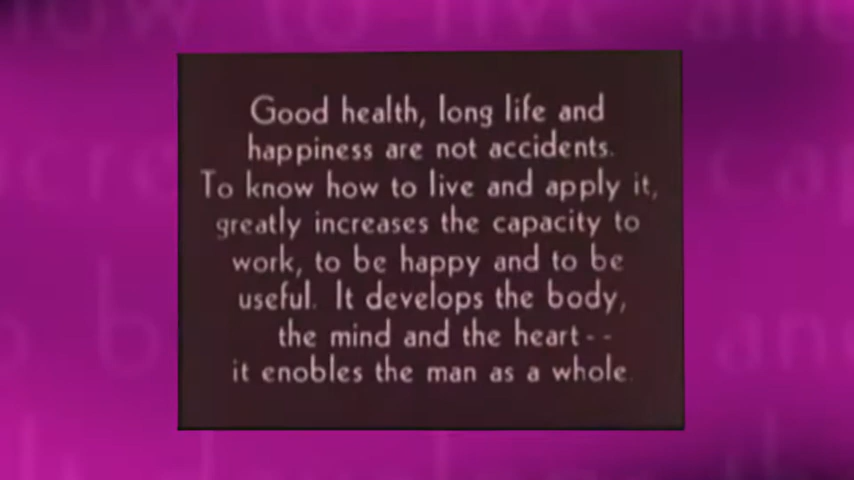 Good health, long life and
happiness are not accidents.
To know how to live and apply it,
greatly increases the capacity to
work, to be happy and to be
useful. It develops the body,
the mind and the heart--
it enobles the man as a whole.